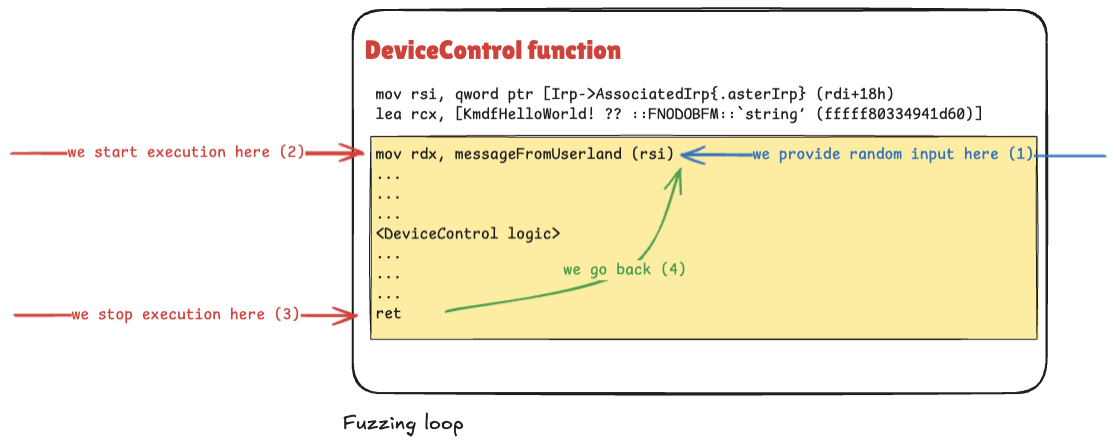 DeviceControl function
mov rsi, qword ptr [Irp->AssociatedIrp{.asterIrp} (rdi+18h)
lea rcx, [KmdfHelloWorld! ?? ::FNODOBFM::`string’ (fffff80334941d60)]
we start execution here (2)
mov rdx, messageFromUserland (rsi)
we provide random input here (1)
...
...
...
<DeviceControl logic>
...
we go back (4)
...
...
we stop execution here (3)
ret
Fuzzing loop